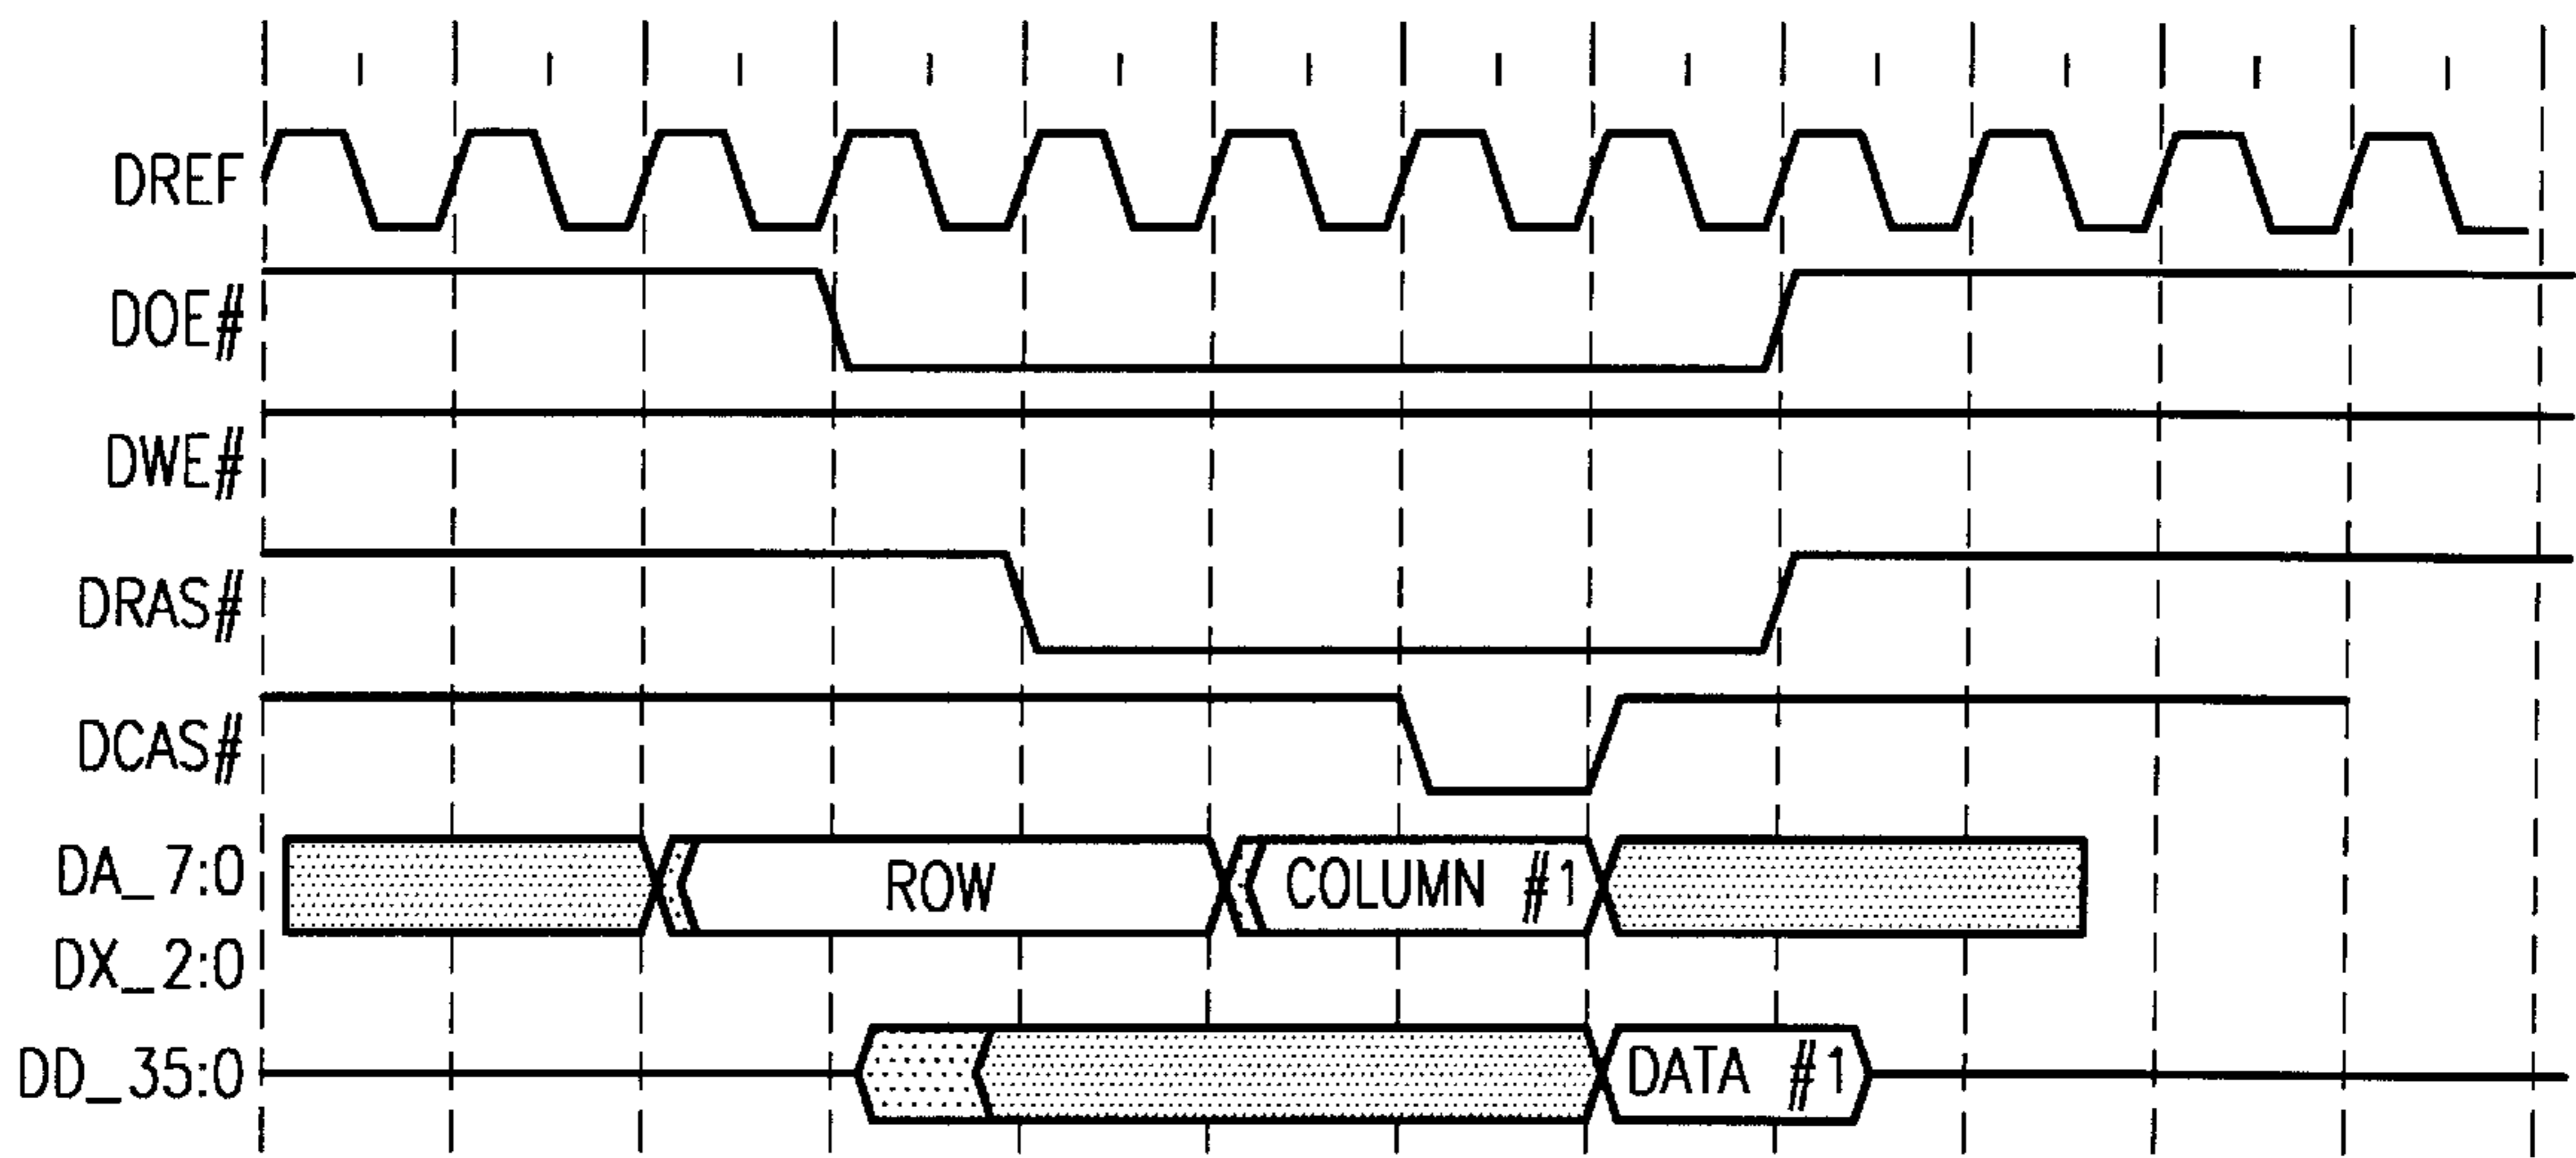 DREF
DOE#
DWE#
DRAS#
DCAS#
DA_7:0 ROW COLUMN #1
DX_2:0
DD_35:0 DATA #1